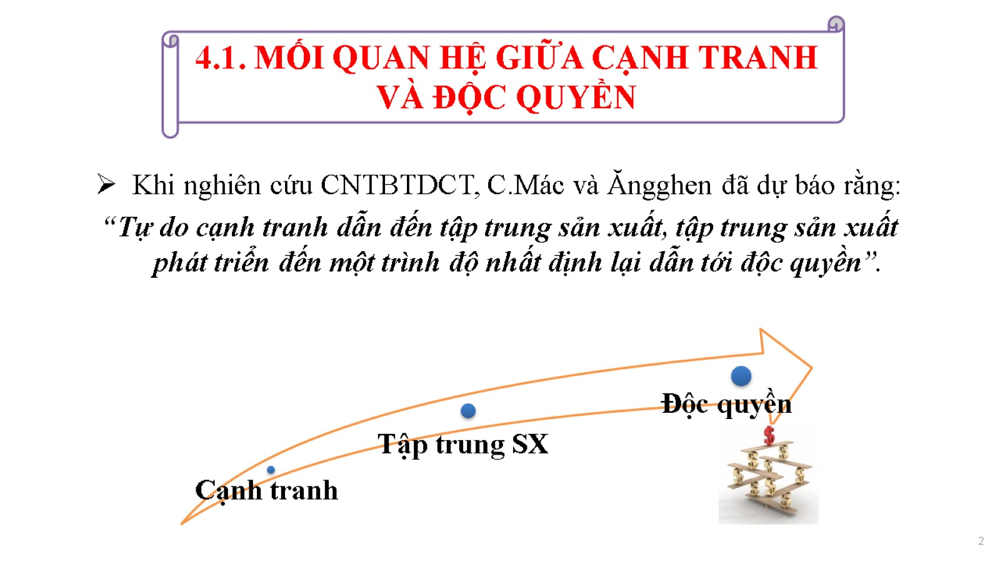 4.1. MỐI QUAN HỆ GIỮA CẠNH TRANH
VÀ ĐỘC QUYỀN
➢ Khi nghiên cứu CNTBTDCT, C.Mác và Ăngghen đã dự báo rằng:
“Tự do cạnh tranh dẫn đến tập trung sản xuất, tập trung sản xuất
phát triển đến một trình độ nhất định lại dẫn tới độc quyền”.
Độc quyền
Tập trung SX
Cạnh tranh
2